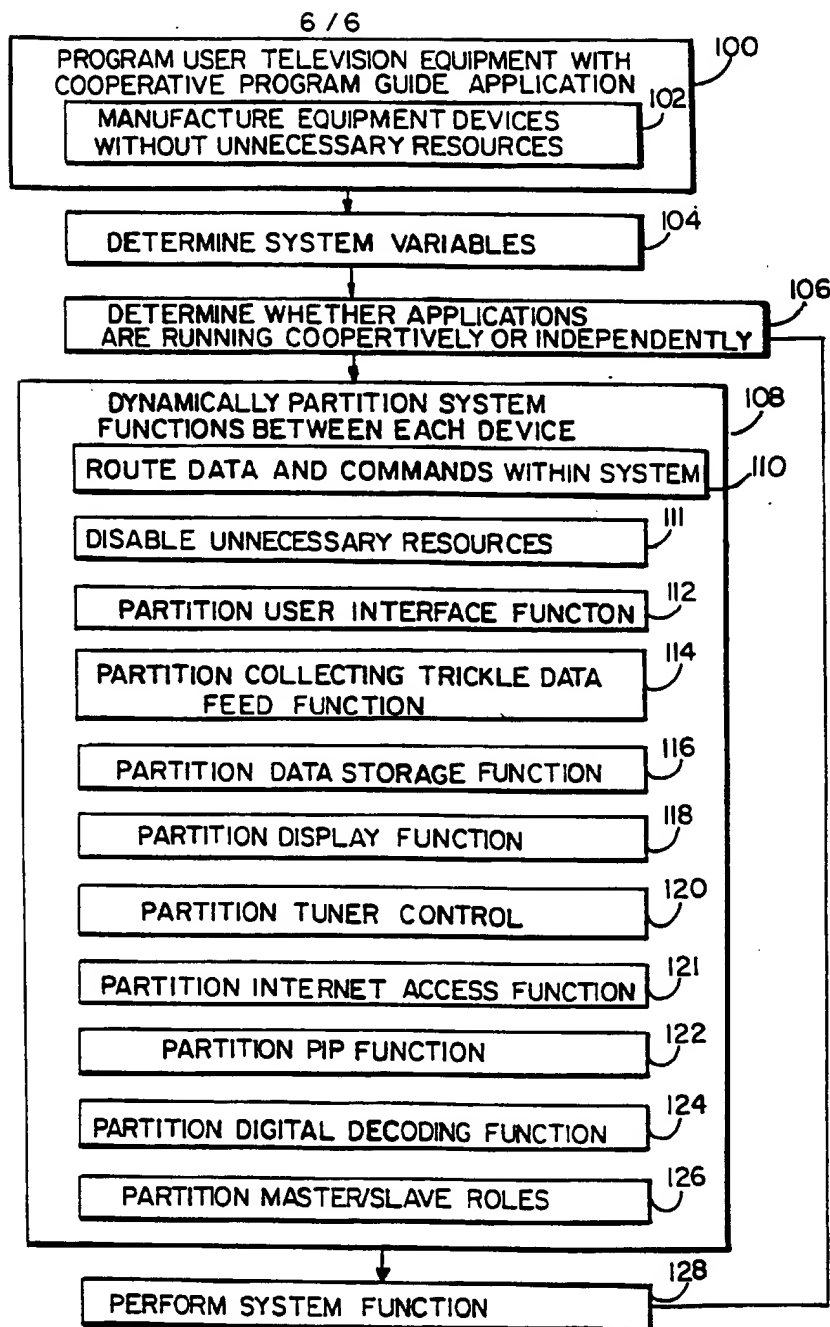 6 / 6
PROGRAM USER TELEVISION EQUIPMENT WITH
COOPERATIVE PROGRAM GUIDE APPLICATION
100
MANUFACTURE EQUIPMENT DEVICES
WITHOUT UNNECESSARY RESOURCES
102
DETERMINE SYSTEM VARIABLES
104
DETERMINE WHETHER APPLICATIONS
ARE RUNNING COOPERTIVELY OR INDEPENDENTLY
106
DYNAMICALLY PARTITION SYSTEM
FUNCTIONS BETWEEN EACH DEVICE
108
ROUTE DATA AND COMMANDS WITHIN SYSTEM
110
DISABLE UNNECESSARY RESOURCES
111
PARTITION USER INTERFACE FUNCTON
112
PARTITION COLLECTING TRICKLE DATA
FEED FUNCTION
114
PARTITION DATA STORAGE FUNCTION
116
PARTITION DISPLAY FUNCTION
118
PARTITION TUNER CONTROL
120
PARTITION INTERNET ACCESS FUNCTION
121
PARTITION PIP FUNCTION
122
PARTITION DIGITAL DECODING FUNCTION
124
PARTITION MASTER/SLAVE ROLES
126
PERFORM SYSTEM FUNCTION
128